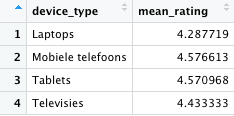 device_type mean_rating
1 Laptops 4.287719
2 Mobiele telefoons 4.576613
3 Tablets 4.570968
4 Televisies 4.433333